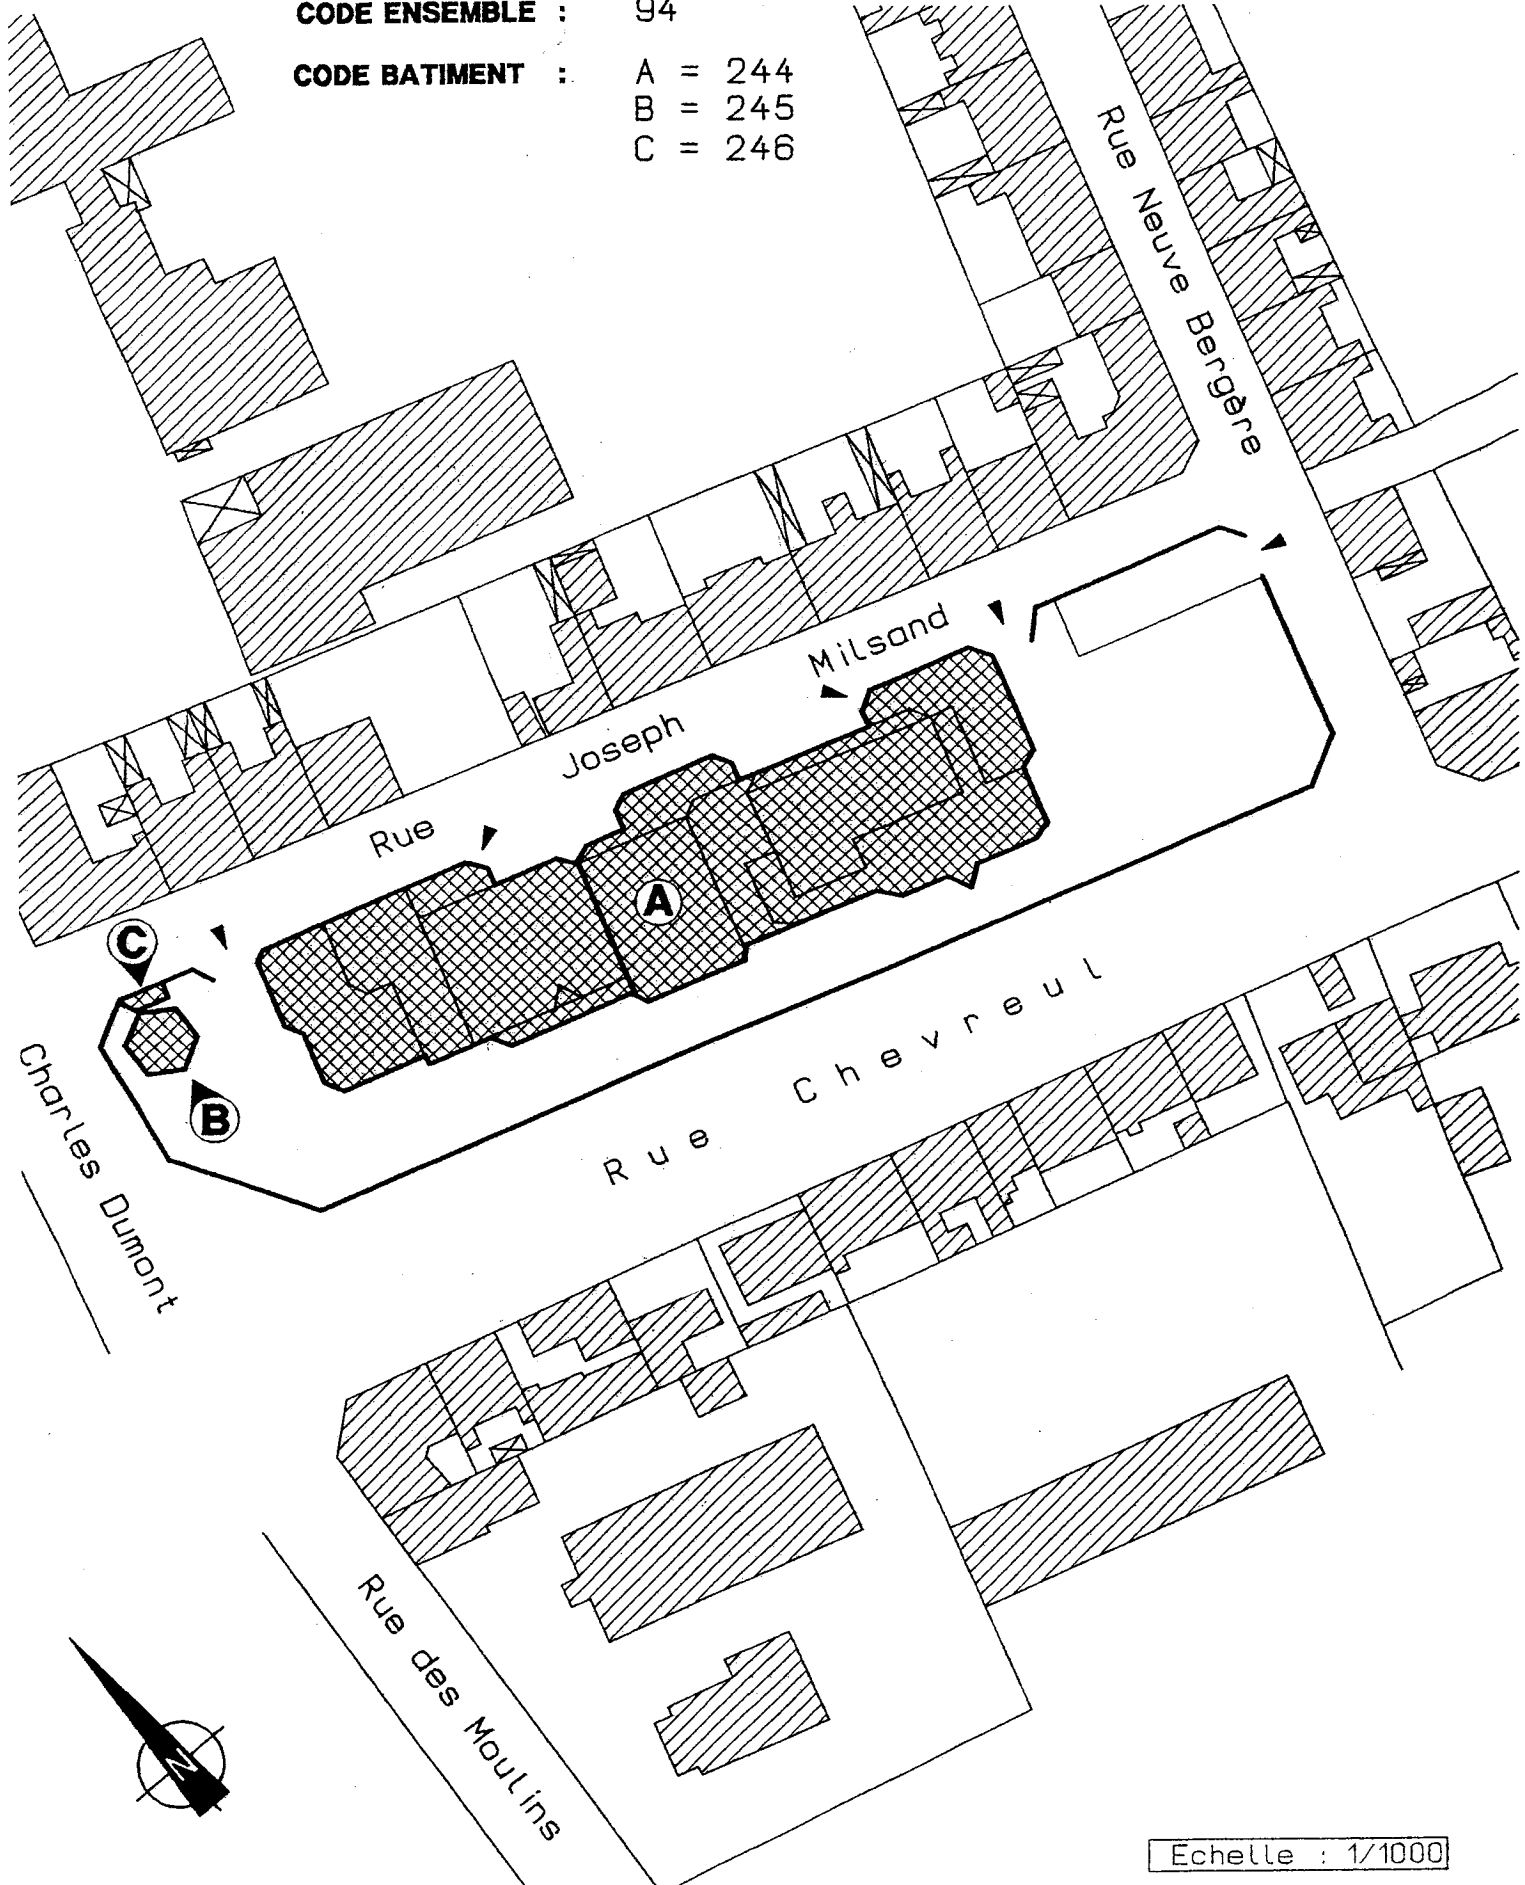 CODE ENSEMBLE : 94
CODE BATIMENT : A = 244
B = 245
C = 246
Rue Neuve Bergère
Rue Joseph Milsand
A
C
B
Rue Chevreul
Charles Dumont
Rue des Moulins
N
Echelle : 1/1000